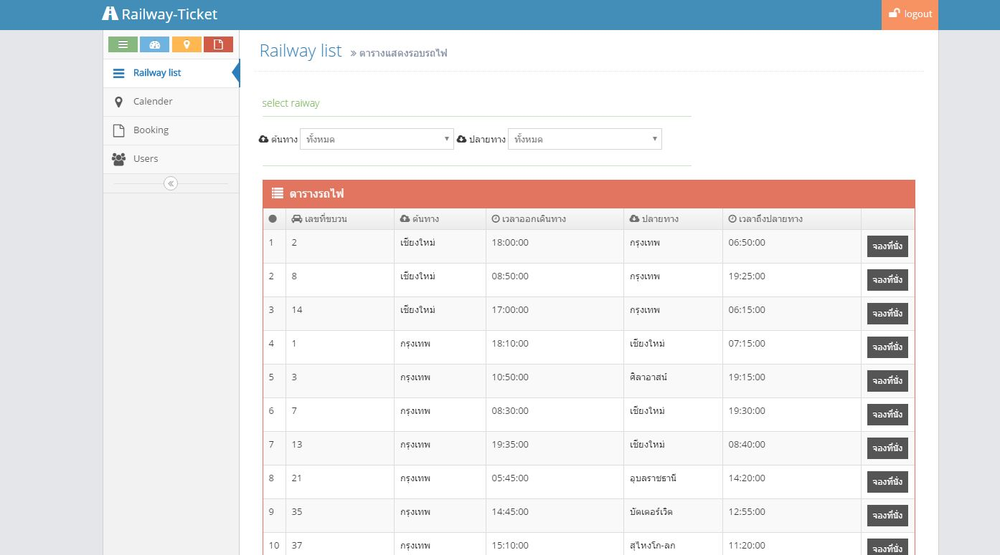 Railway-Ticket
logout
Railway list
Calender
Booking
Users
Railway list » ตารางแสดงรอบรถไฟ
select raiway
ต้นทาง ทั้งหมด ปลายทาง ทั้งหมด
ตารางรถไฟ
เลขที่ขบวน ต้นทาง เวลาออกเดินทาง ปลายทาง เวลาถึงปลายทาง
1 2 เชียงใหม่ 18:00:00 กรุงเทพ 06:50:00 จองที่นั่ง
2 8 เชียงใหม่ 08:50:00 กรุงเทพ 19:25:00 จองที่นั่ง
3 14 เชียงใหม่ 17:00:00 กรุงเทพ 06:15:00 จองที่นั่ง
4 1 กรุงเทพ 18:10:00 เชียงใหม่ 07:15:00 จองที่นั่ง
5 3 กรุงเทพ 10:50:00 ศิลาอาสน์ 19:15:00 จองที่นั่ง
6 7 กรุงเทพ 08:30:00 เชียงใหม่ 19:30:00 จองที่นั่ง
7 13 กรุงเทพ 19:35:00 เชียงใหม่ 08:40:00 จองที่นั่ง
8 21 กรุงเทพ 05:45:00 อุบลราชธานี 14:20:00 จองที่นั่ง
9 35 กรุงเทพ 14:45:00 บัตเตอร์เวิต 12:55:00 จองที่นั่ง
10 37 กรุงเทพ 15:10:00 สุไหงโก-ลก 11:20:00 จองที่นั่ง